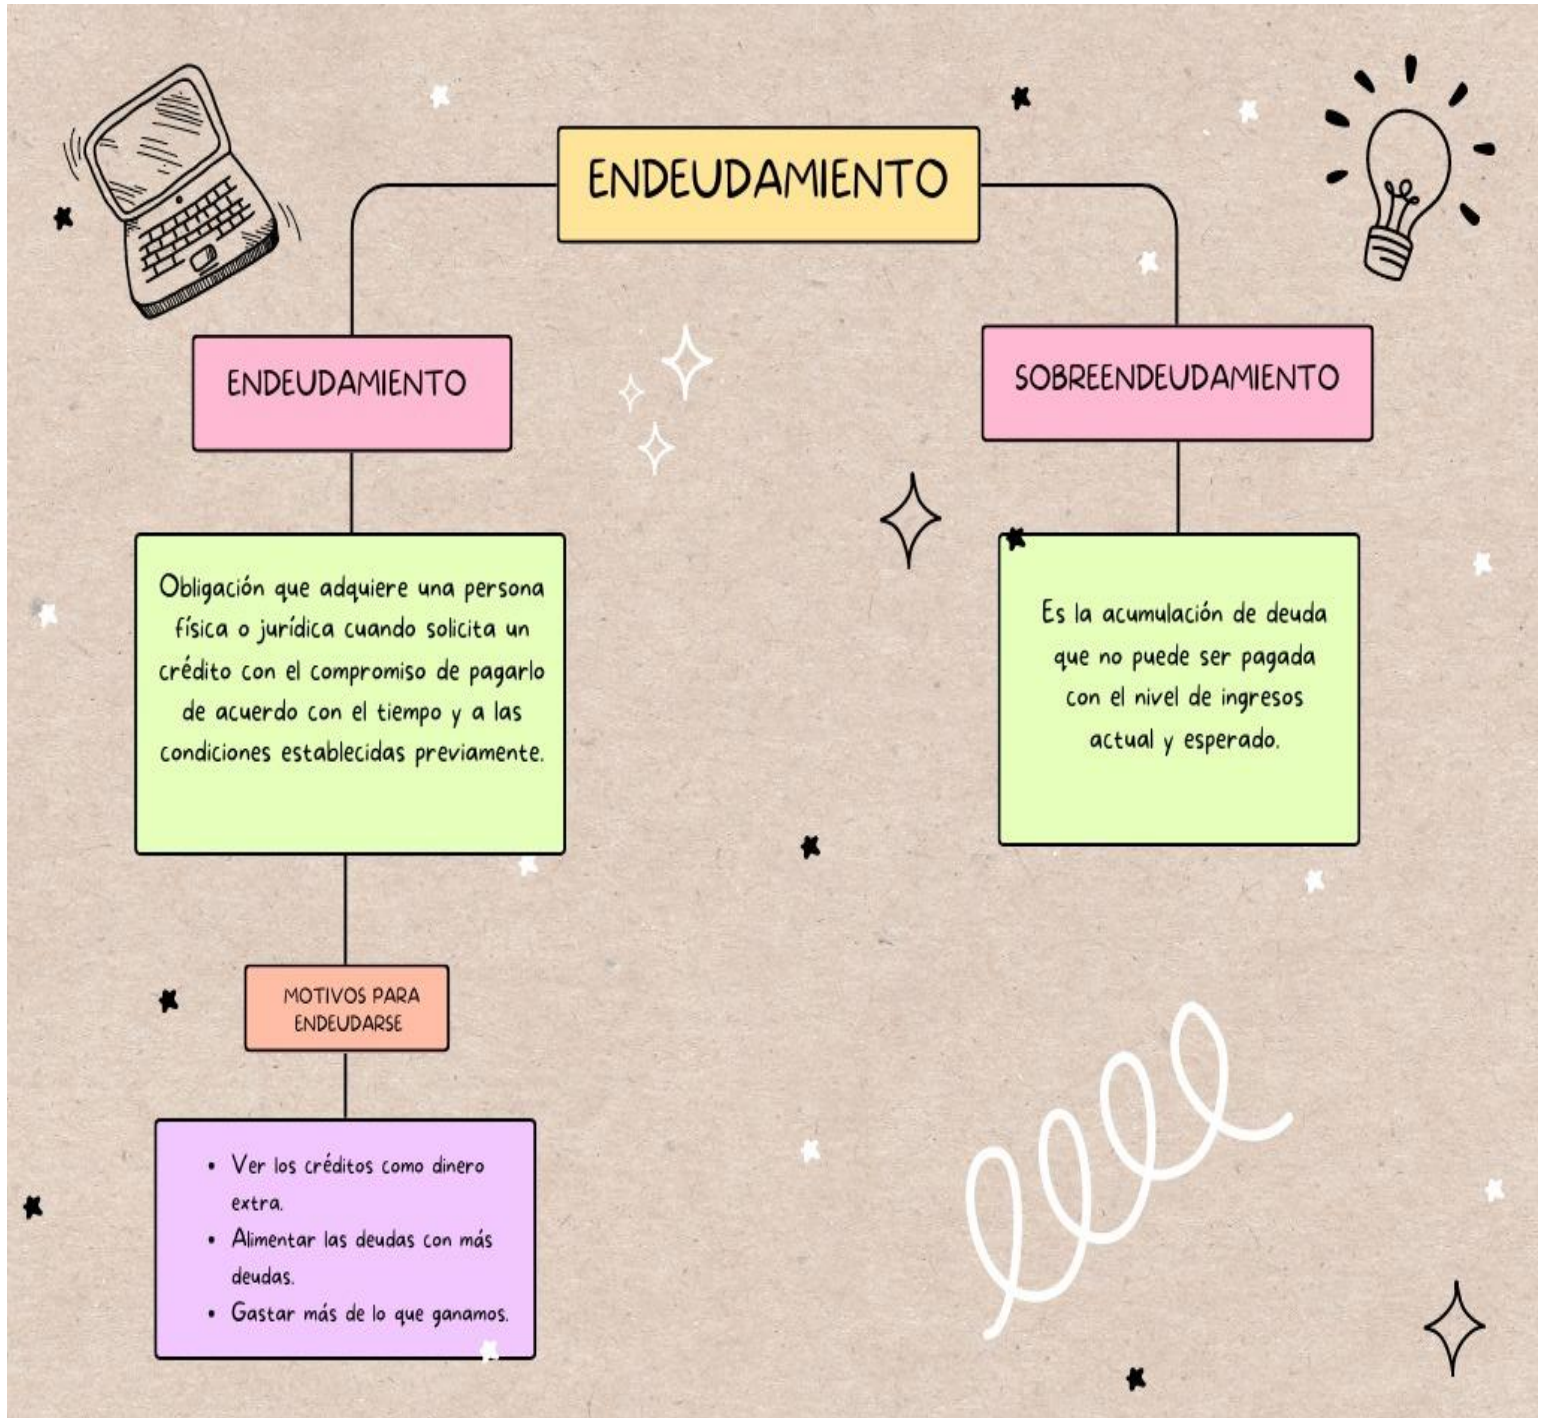 ENDEUDAMIENTO
ENDEUDAMIENTO
SOBREENDEUDAMIENTO
Obligación que adquiere una persona
física o jurídica cuando solicita un
crédito con el compromiso de pagarlo
de acuerdo con el tiempo y a las
condiciones establecidas previamente.
Es la acumulación de deuda
que no puede ser pagada
con el nivel de ingresos
actual y esperado.
MOTIVOS PARA
ENDEUDARSE
• Ver los créditos como dinero
extra.
• Alimentar las deudas con más
deudas.
• Gastar más de lo que ganamos.